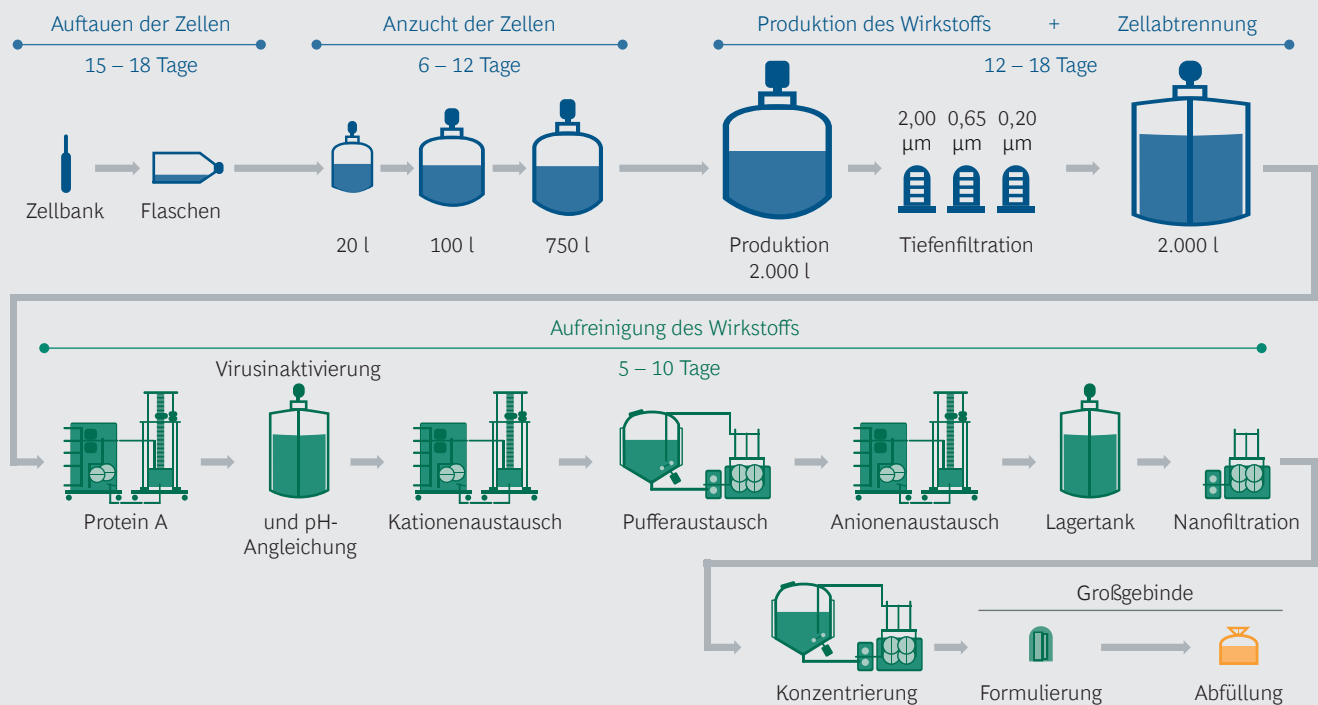 Auftauen der Zellen
15 – 18 Tage
Anzucht der Zellen
6 – 12 Tage
Produktion des Wirkstoffs + Zellabtrennung
12 – 18 Tage
2,00 0,65 0,20
µm µm µm
Zellbank Flaschen
20 l 100 l 750 l
Produktion
2.000 l
Tiefenfiltration
2.000 l
Aufreinigung des Wirkstoffs
5 – 10 Tage
Virusinaktivierung
Protein A
und pH-
Angleichung
Kationenaustausch
Pufferaustausch
Anionenaustausch
Lagertank
Nanofiltration
Großgebinde
Konzentrierung
Formulierung
Abfüllung